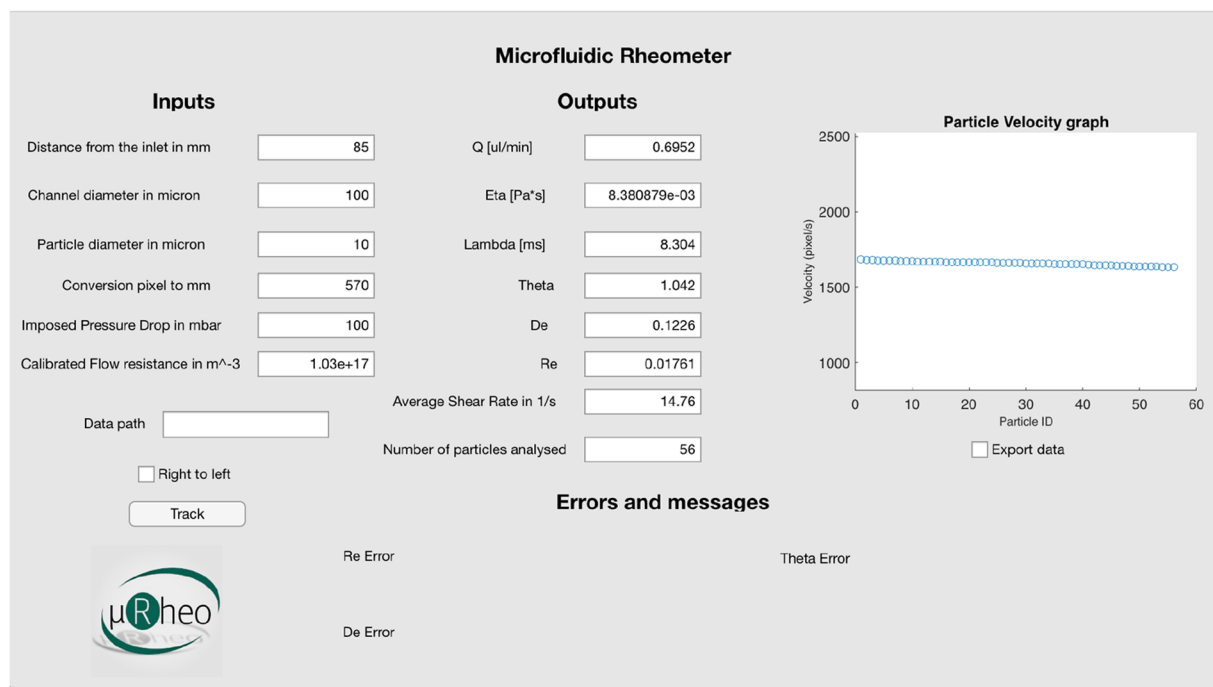 Microfluidic Rheometer
Inputs
Distance from the inlet in mm 85
Channel diameter in micron 100
Particle diameter in micron 10
Conversion pixel to mm 570
Imposed Pressure Drop in mbar 100
Calibrated Flow resistance in m^-3 1.03e+17
Data path
Right to left
Track
µRheo
Outputs
Q [ul/min] 0.6952
Eta [Pa*s] 8.380879e-03
Lambda [ms] 8.304
Theta 1.042
De 0.1226
Re 0.01761
Average Shear Rate in 1/s 14.76
Number of particles analysed 56
Particle Velocity graph
Velocity (pixel/s)
2500
2000
1500
1000
0 10 20 30 40 50 60
Particle ID
Export data
Errors and messages
Re Error
Theta Error
De Error